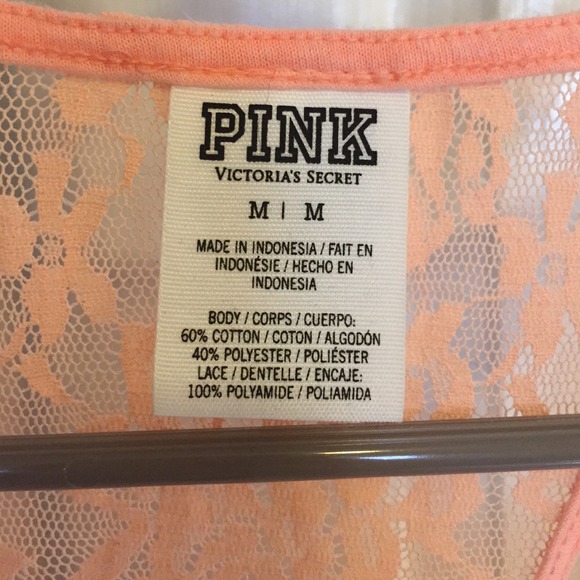 PINK
VICTORIA'S SECRET
M | M
MADE IN INDONESIA / FAIT EN
INDONÉSIE / HECHO EN
INDONESIA
BODY / CORPS / CUERPO:
60% COTTON / COTON / ALGODÓN
40% POLYESTER / POLIÉSTER
LACE / DENTELLE / ENCAJE:
100% POLYAMIDE / POLIAMIDA